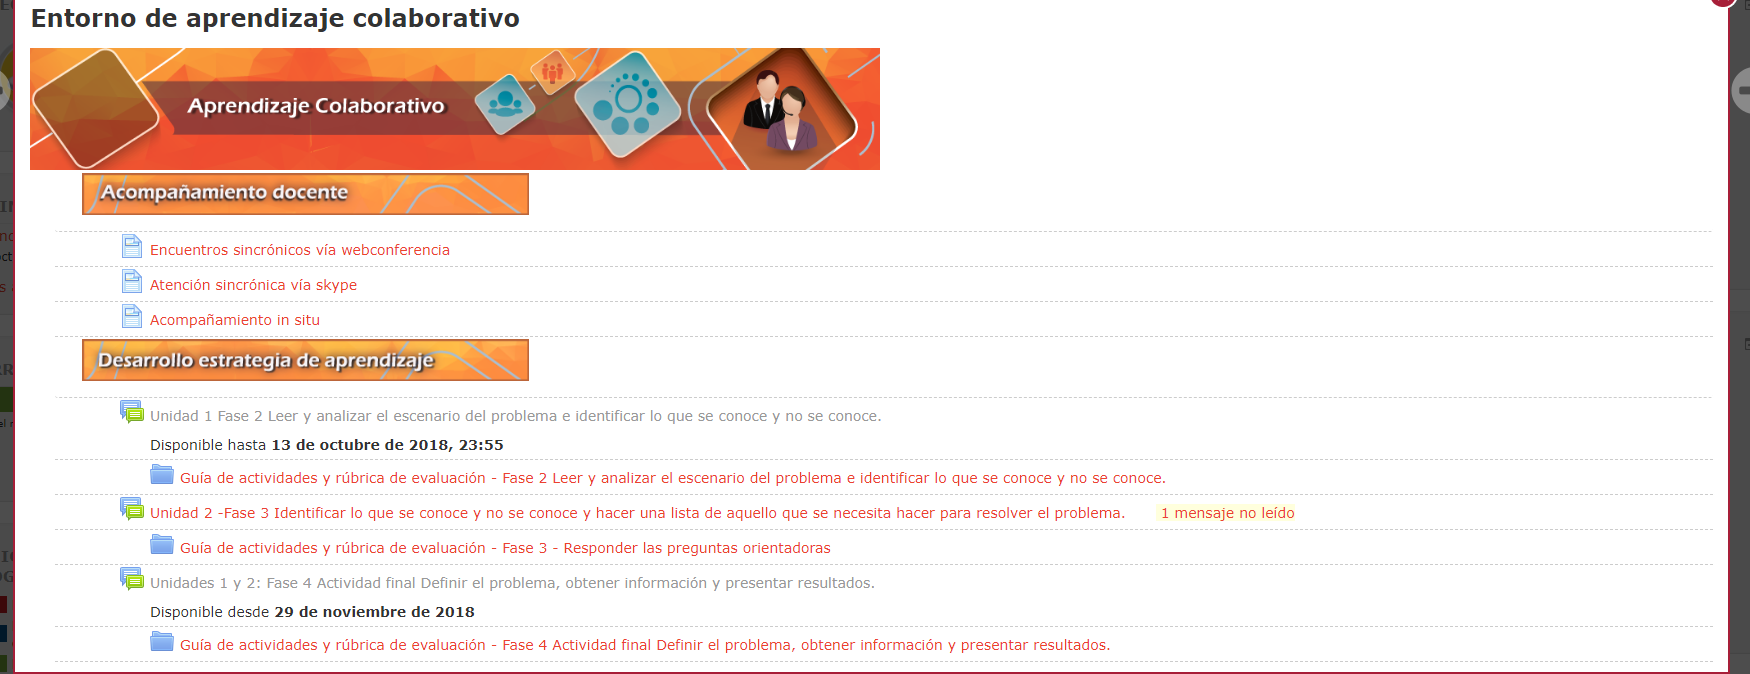 Entorno de aprendizaje colaborativo
Aprendizaje Colaborativo
Acompañamiento docente
Encuentros sincrónicos vía webconferencia
Atención sincrónica vía skype
Acompañamiento in situ
Desarrollo estrategia de aprendizaje
Unidad 1 Fase 2 Leer y analizar el escenario del problema e identificar lo que se conoce y no se conoce.
Disponible hasta 13 de octubre de 2018, 23:55
Guía de actividades y rúbrica de evaluación - Fase 2 Leer y analizar el escenario del problema e identificar lo que se conoce y no se conoce.
Unidad 2 -Fase 3 Identificar lo que se conoce y no se conoce y hacer una lista de aquello que se necesita hacer para resolver el problema. 1 mensaje no leído
Guía de actividades y rúbrica de evaluación - Fase 3 - Responder las preguntas orientadoras
Unidades 1 y 2: Fase 4 Actividad final Definir el problema, obtener información y presentar resultados.
Disponible desde 29 de noviembre de 2018
Guía de actividades y rúbrica de evaluación - Fase 4 Actividad final Definir el problema, obtener información y presentar resultados.